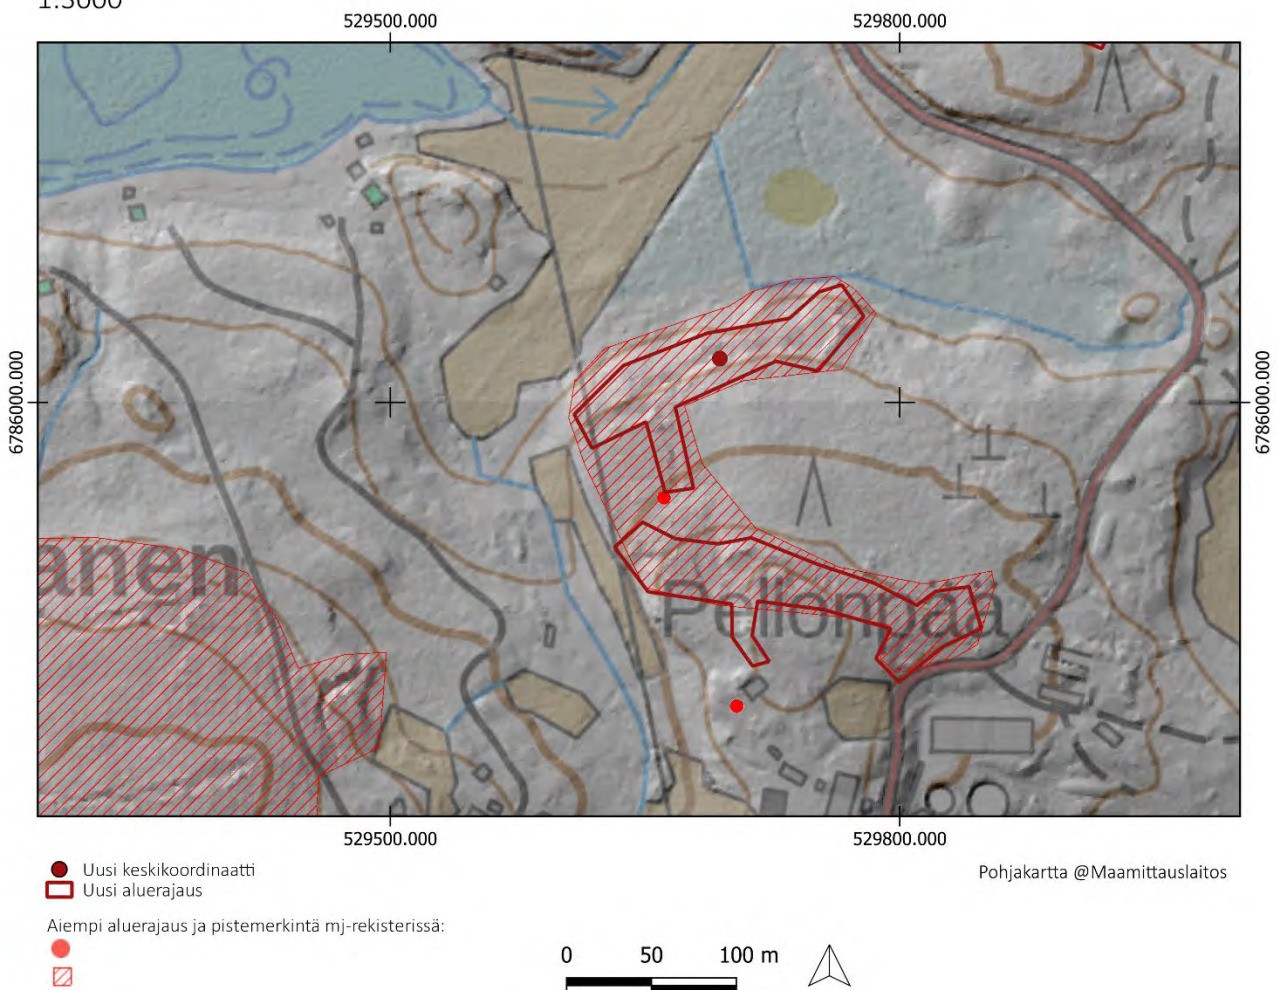 1:5000
529500.000 529800.000
6786000.000 6786000.000
anen
Pellonpää
529500.000 529800.000
Uusi keskikoordinaatti
Uusi aluerajaus
Pohjakartta @Maamittauslaitos
Aiempi aluerajaus ja pistemerkintä mj-rekisterissä:
0 50 100 m